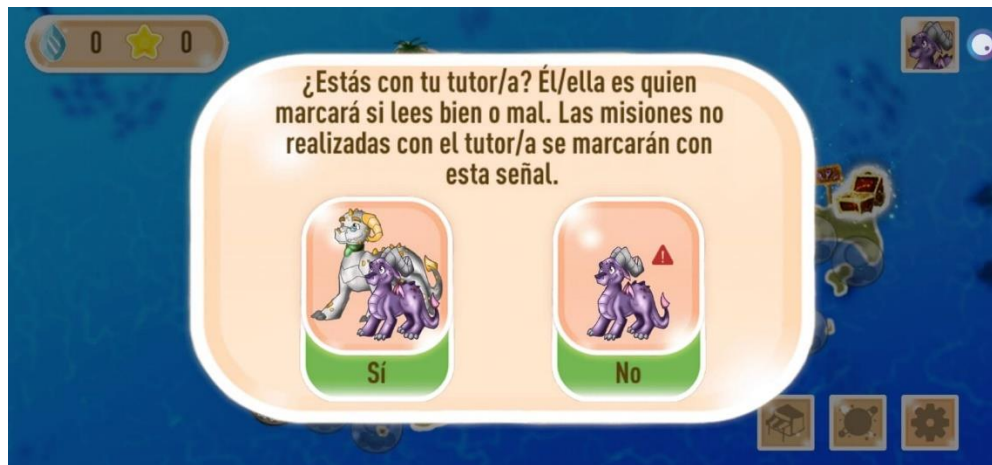 0 0
¿Estás con tu tutor/a? Él/ella es quien
marcará si lees bien o mal. Las misiones no
realizadas con el tutor/a se marcarán con
esta señal.
Sí No